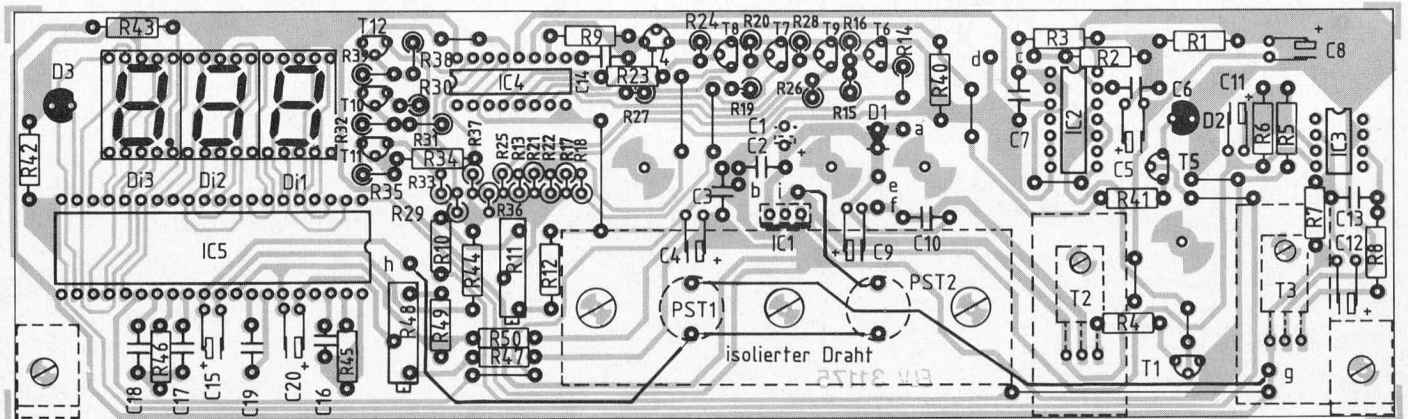 R43
T12
R39
R38
R9
R24
T8
R20
T7
R28
T9
R16
T6
R14
d
R3
c
R2
R1
C8
+
D3
R30
IC4
C14
4
R23
R40
IC2
C6
C11
T10
R32
R31
R37
R27
R19
R26
R15
D1
a
C7
C5
+
D2
R6
R5
IC3
R42
T11
R34
R25
R13
R21
R22
R17
R18
C1
C2
+
T5
Di3
Di2
Di1
R35
R33
C3
b
i
e
f
R41
R7
C13
R29
R36
IC1
C10
C12
R8
IC5
h
R10
R44
R11
R12
C4
+
+
C9
PST1
PST2
T2
T3
+
R48
R49
E
R50
R47
R4
C18
R46
C17
C15
+
C19
C20
+
C16
R45
E
isolierter Draht
ELV 31175
T1
g